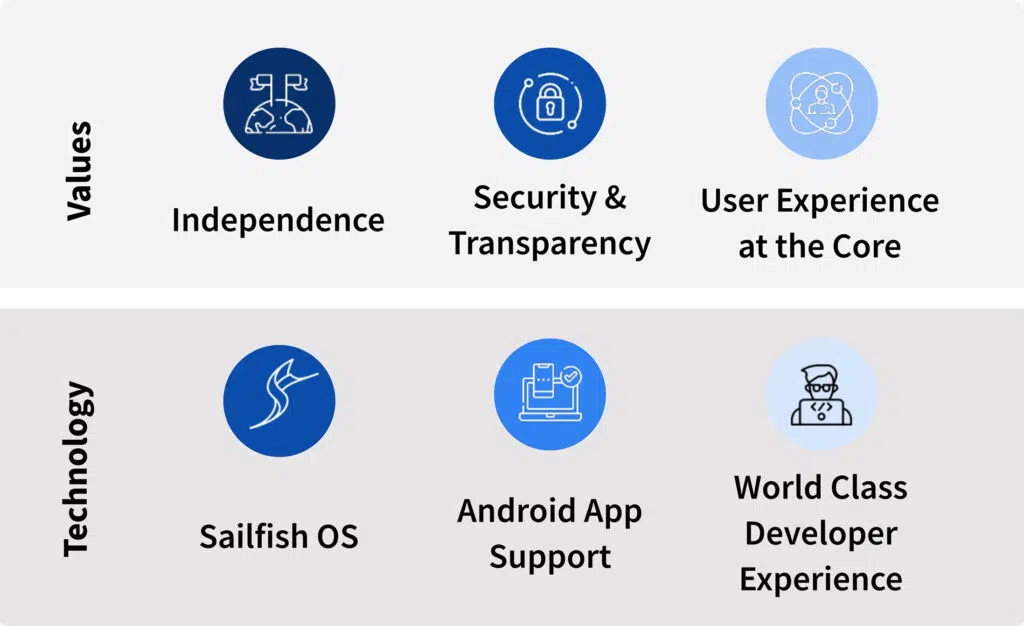 Values
Independence
Security &
Transparency
User Experience
at the Core
Technology
Sailfish OS
Android App
Support
World Class
Developer
Experience